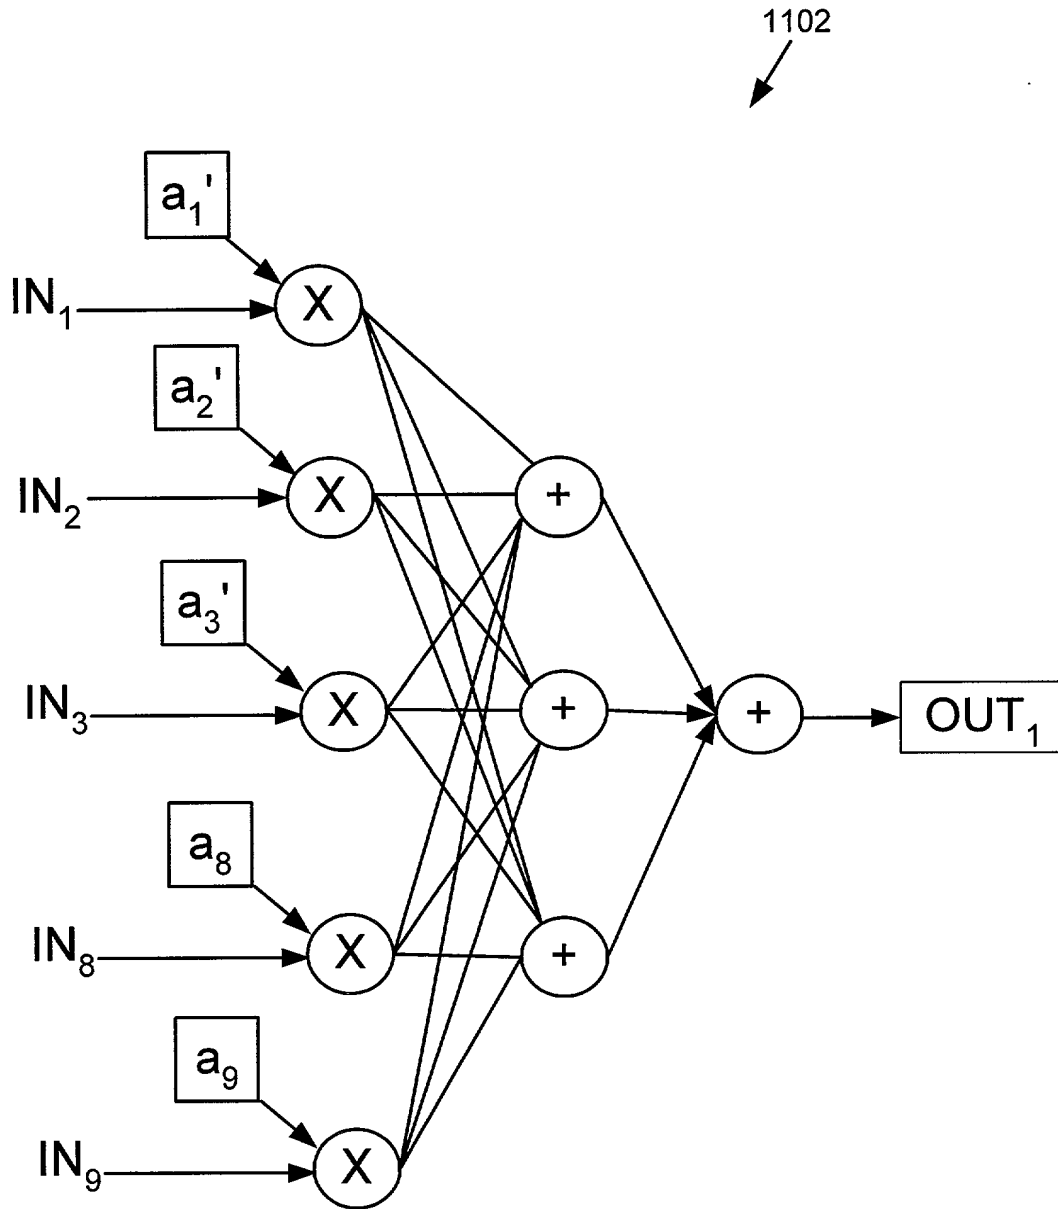 1102
a₁'
IN₁
X
a₂'
IN₂
X
+
a₃'
IN₃
X
+
+
OUT₁
a₈
IN₈
X
+
a₉
IN₉
X